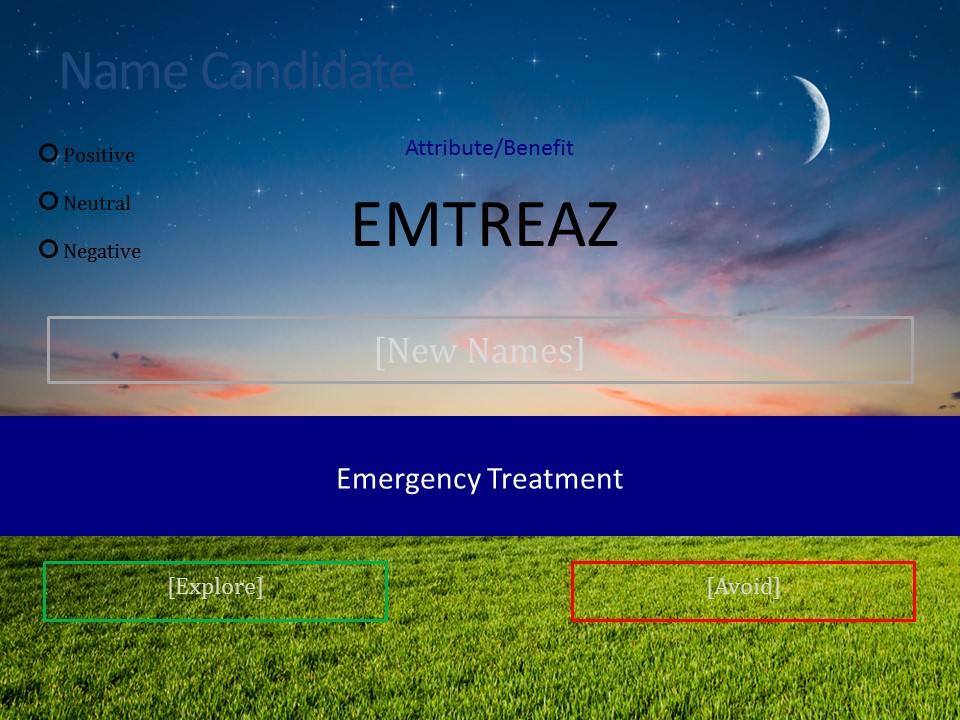 Name Candidate
Attribute/Benefit
Positive
Neutral
Negative
EMTREAZ
[New Names]
Emergency Treatment
[Explore]
[Avoid]